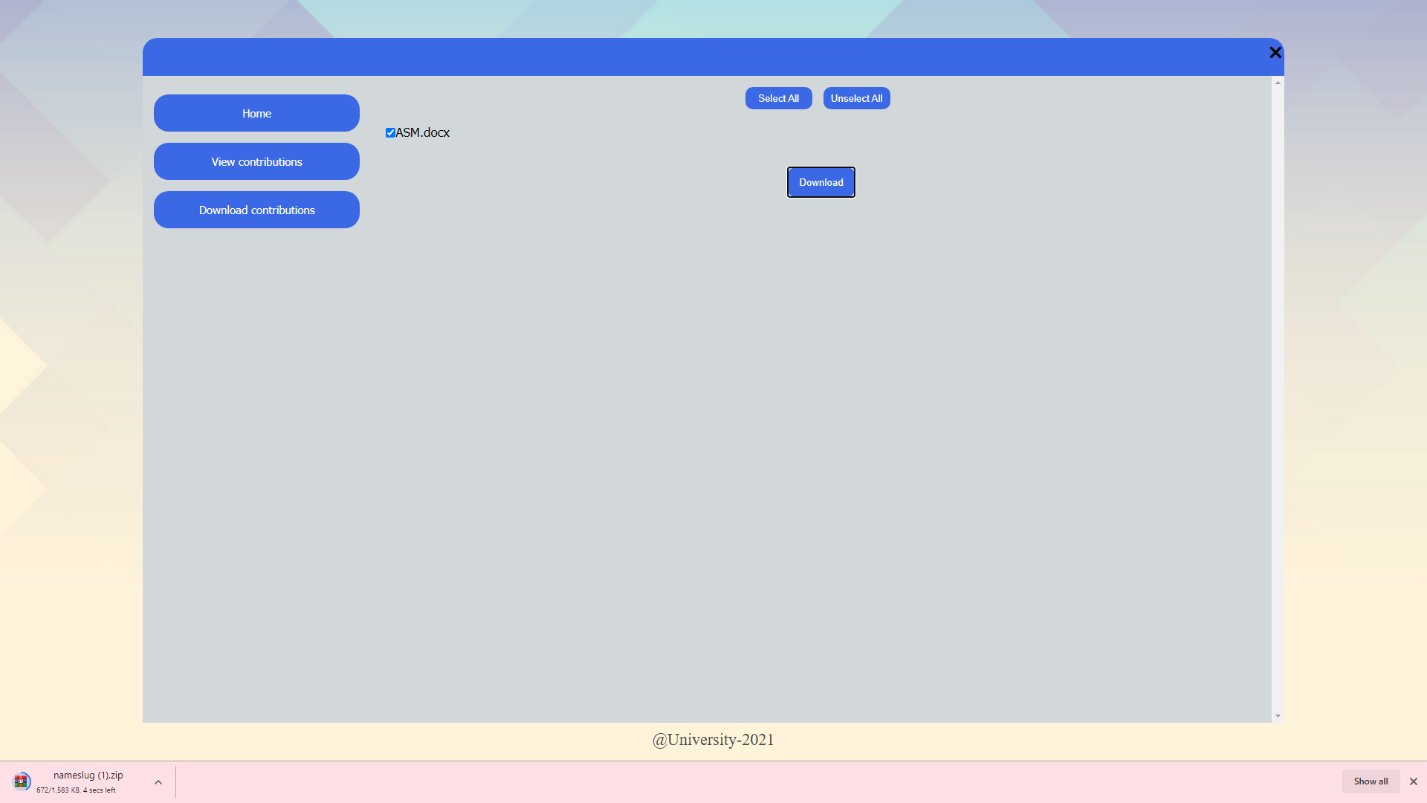 Select All
Unselect All
Home
ASM.docx
View contributions
Download
Download contributions
@University-2021
nameslug (1).zip
672/1.583 KB, 4 secs left
Show all